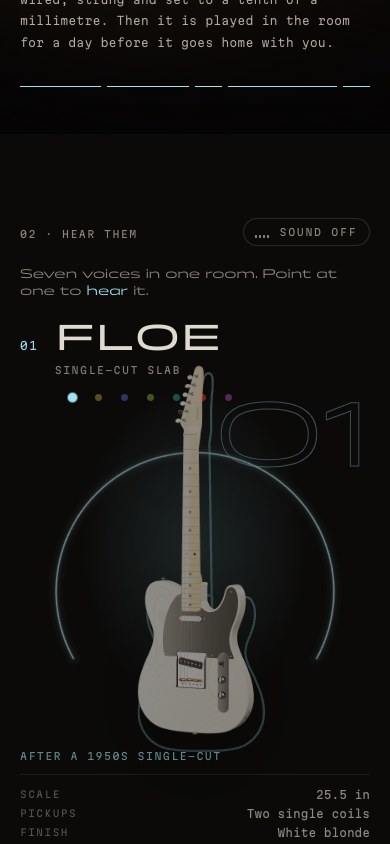 wired, strung and set to a tenth of a
millimetre. Then it is played in the room
for a day before it goes home with you.
02 · HEAR THEM
SOUND OFF
Seven voices in one room. Point at
one to hear it.
01 FLOE
SINGLE-CUT SLAB
01
AFTER A 1950S SINGLE-CUT
SCALE 25.5 in
PICKUPS Two single coils
FINISH White blonde